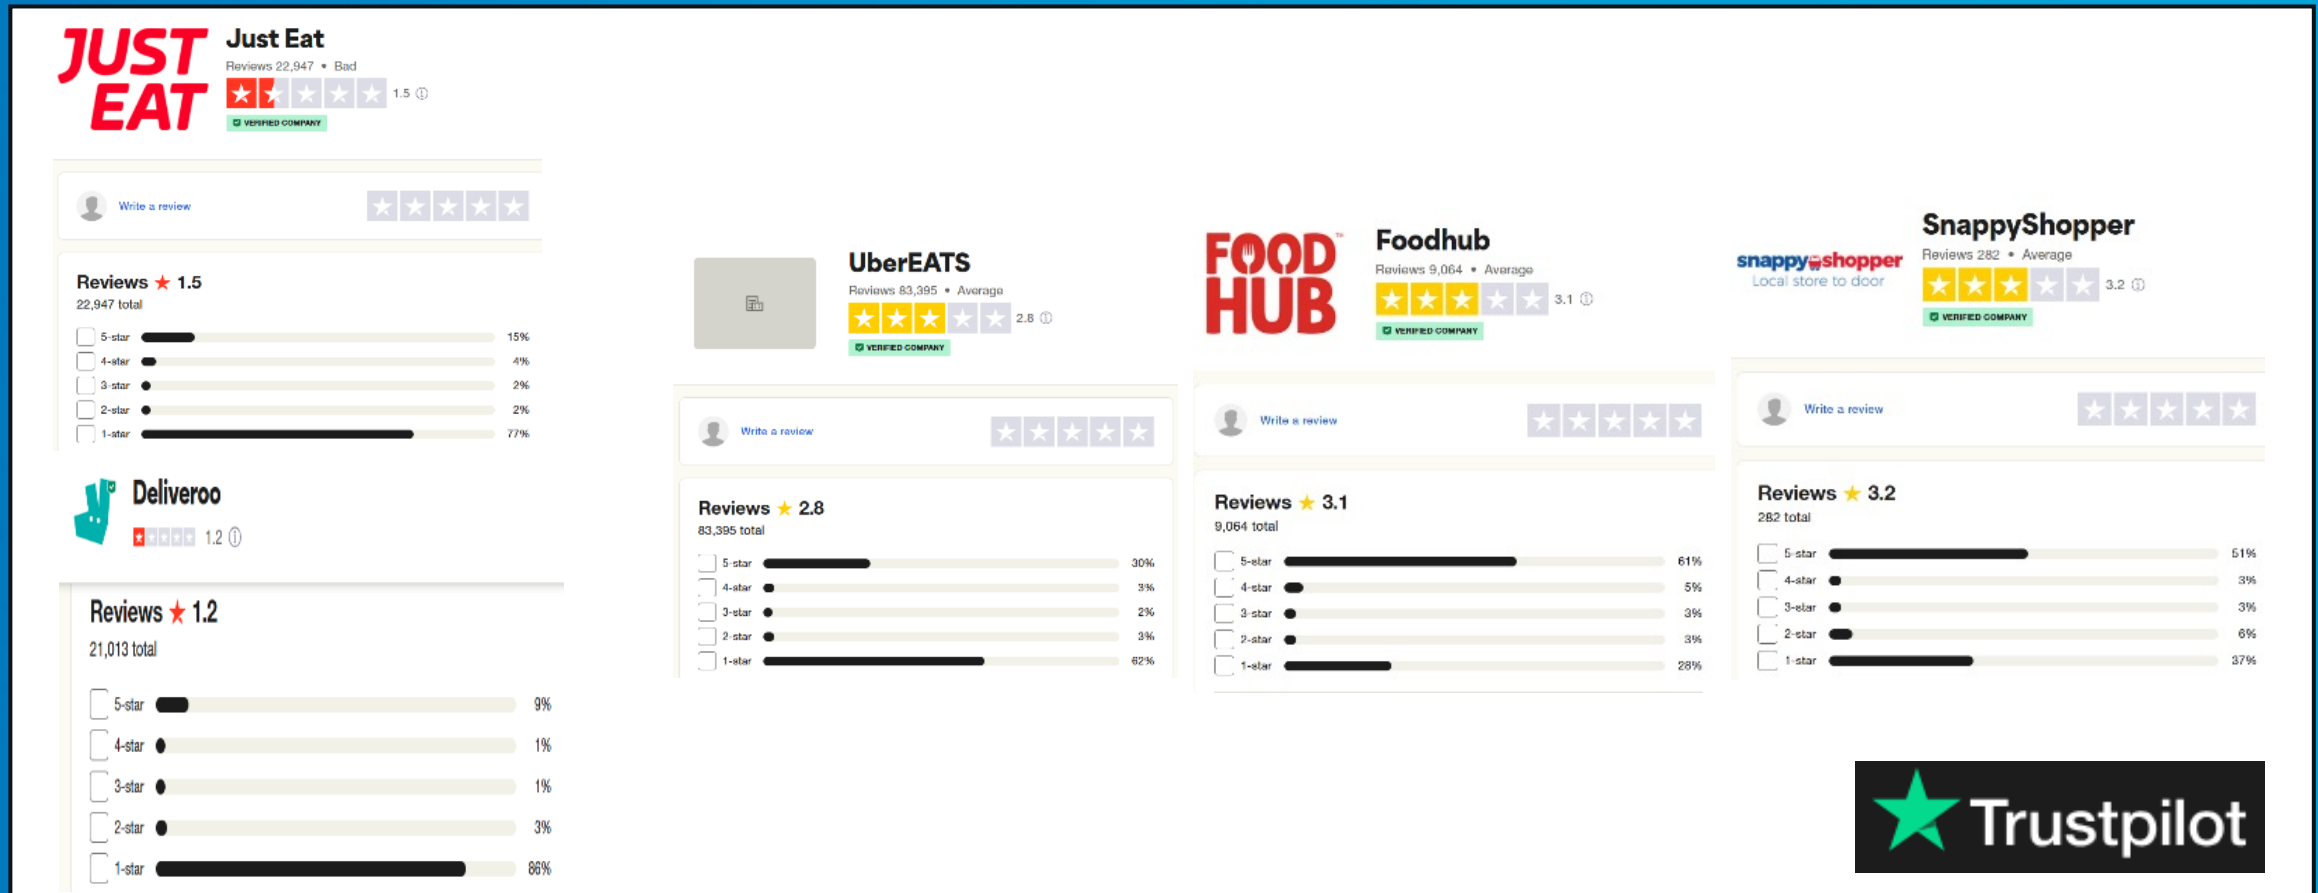 JUST
EAT
Just Eat
Reviews 22,947 • Bad
1.5
VERIFIED COMPANY
Write a review
Reviews ★ 1.5
22,947 total
5-star 15%
4-star 4%
3-star 2%
2-star 2%
1-star 77%
Deliveroo
1.2
Reviews ★ 1.2
21,013 total
5-star 9%
4-star 1%
3-star 1%
2-star 3%
1-star 86%
UberEATS
Reviews 83,395 • Average
2.8
VERIFIED COMPANY
Write a review
Reviews ★ 2.8
83,395 total
5-star 30%
4-star 3%
3-star 2%
2-star 3%
1-star 62%
FOOD
HUB
Foodhub
Reviews 9,064 • Average
3.1
VERIFIED COMPANY
Write a review
Reviews ★ 3.1
9,064 total
5-star 61%
4-star 5%
3-star 3%
2-star 3%
1-star 28%
snappy shopper
Local store to door
SnappyShopper
Reviews 282 • Average
3.2
VERIFIED COMPANY
Write a review
Reviews ★ 3.2
282 total
5-star 51%
4-star 3%
3-star 3%
2-star 6%
1-star 37%
Trustpilot